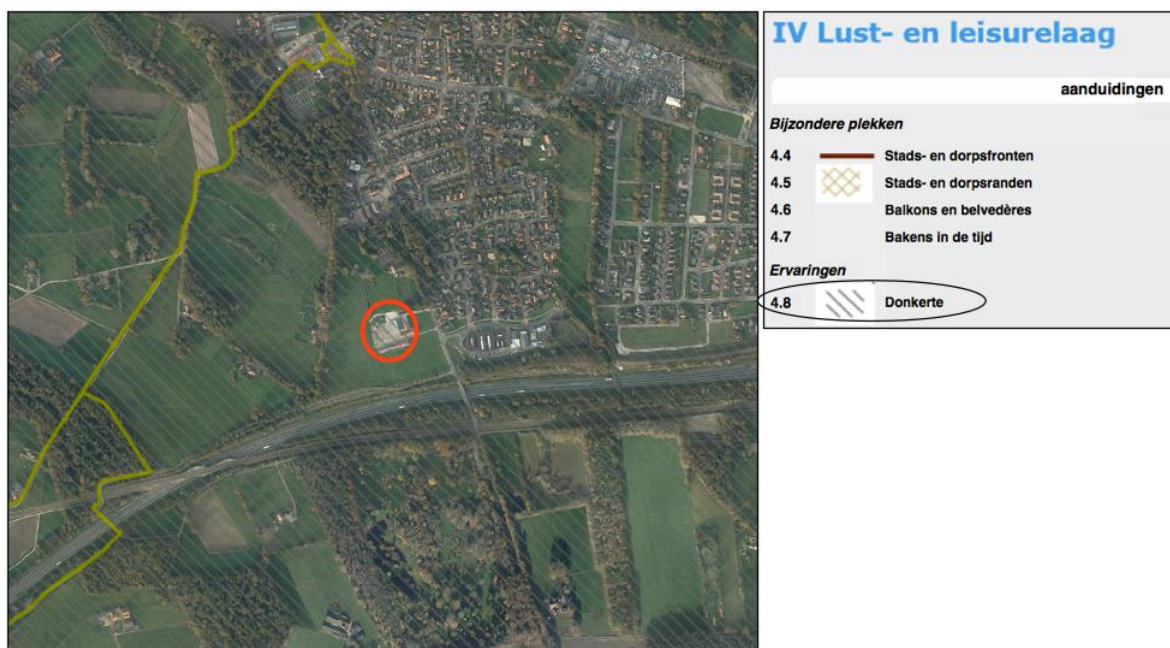 IV Lust- en leisurelaag
aanduidingen
Bijzondere plekken
4.4 Stads- en dorpsfronten
4.5 Stads- en dorpsranden
4.6 Balkons en belvedères
4.7 Bakens in de tijd
Ervaringen
4.8 Donkerte